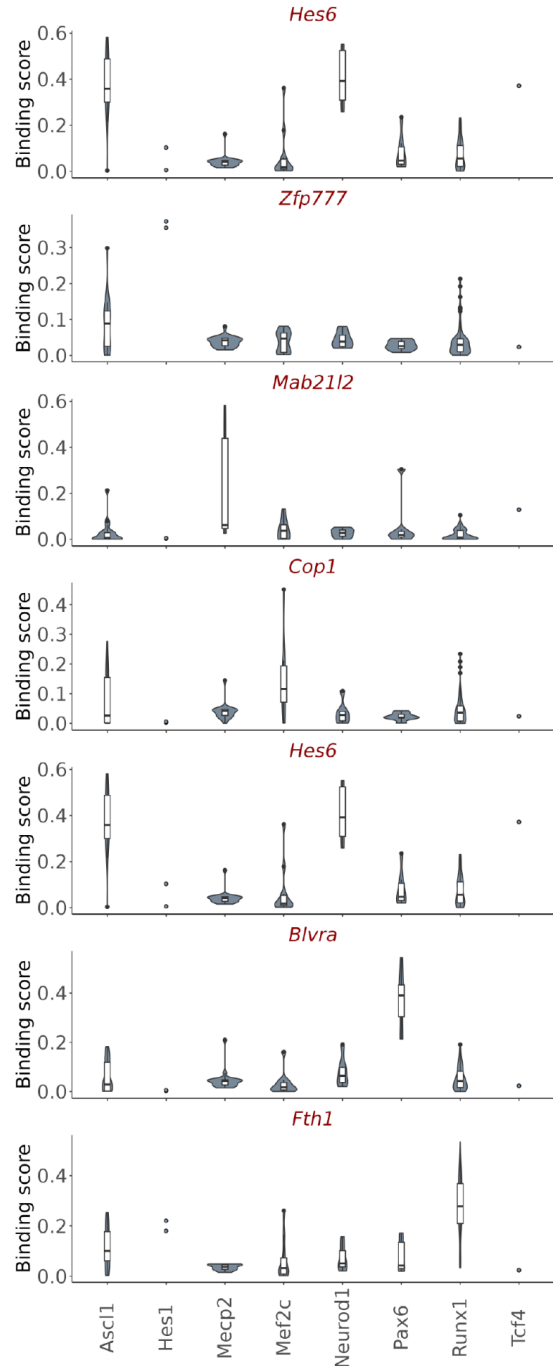 Hes6
Binding score
0.6
0.4
0.2
0.0
Zfp777
Binding score
0.3
0.2
0.1
0.0
Mab21l2
Binding score
0.6
0.4
0.2
0.0
Cop1
Binding score
0.4
0.3
0.2
0.1
0.0
Hes6
Binding score
0.6
0.4
0.2
0.0
Blvra
Binding score
0.4
0.2
0.0
Fth1
Binding score
0.4
0.2
0.0
Ascl1
Hes1
Mecp2
Mef2c
Neurod1
Pax6
Runx1
Tcf4